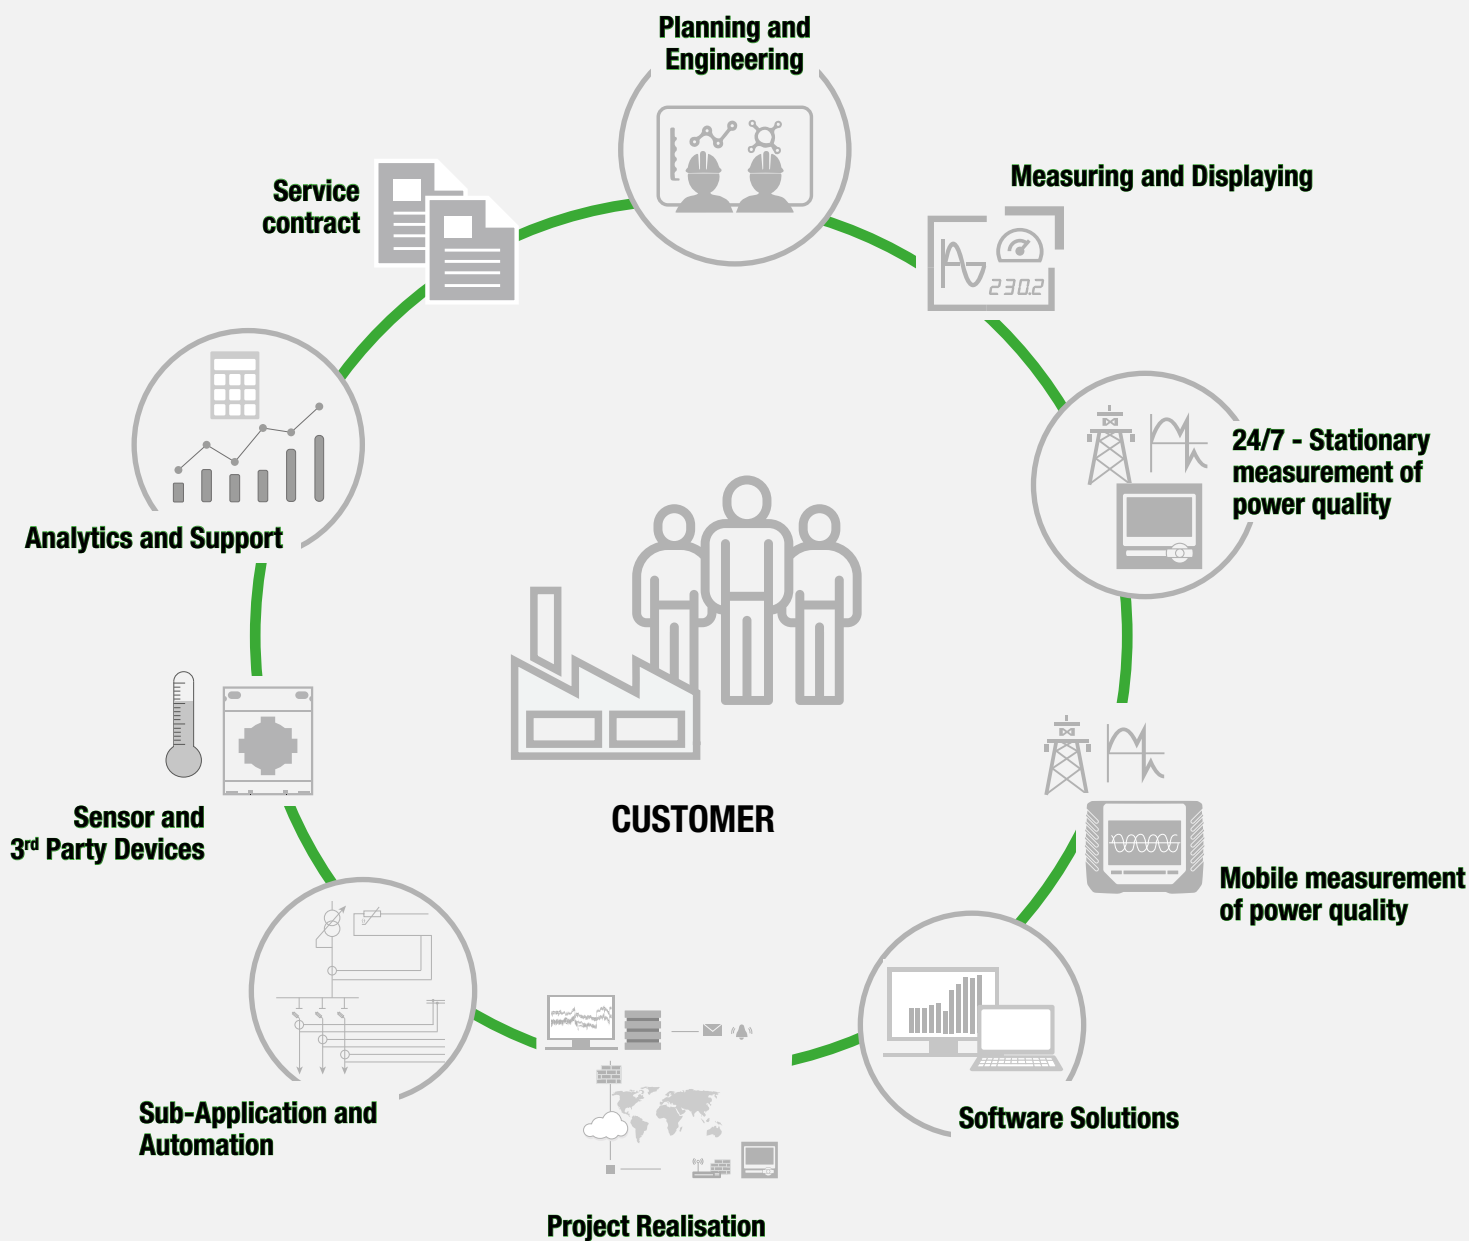 Planning and
Engineering
Measuring and Displaying
230.2
Service
contract
24/7 - Stationary
measurement of
power quality
Analytics and Support
Sensor and
3rd Party Devices
CUSTOMER
Mobile measurement
of power quality
Sub-Application and
Automation
Software Solutions
Project Realisation